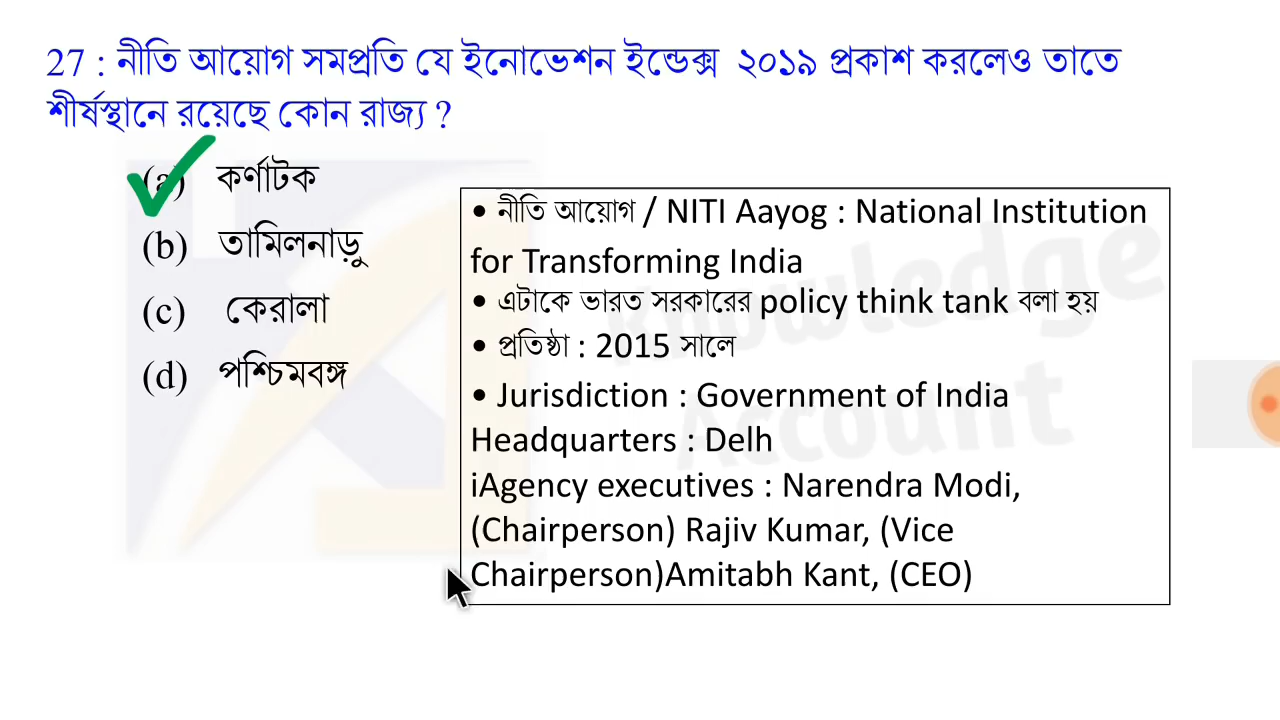 27 : নীতি আয়োগ সমপ্রতি যে ইনোভেশন ইন্ডেক্স ২০১৯ প্রকাশ করলেও তাতে
শীর্ষস্থানে রয়েছে কোন রাজ্য ?
(a) কর্ণাটক
(b) তামিলনাড়ু
(c) কেরালা
(d) পশ্চিমবঙ্গ
• নীতি আয়োগ / NITI Aayog : National Institution
for Transforming India
• এটাকে ভারত সরকারের policy think tank বলা হয়
• প্রতিষ্ঠা : 2015 সালে
• Jurisdiction : Government of India
Headquarters : Delh
iAgency executives : Narendra Modi,
(Chairperson) Rajiv Kumar, (Vice
Chairperson)Amitabh Kant, (CEO)
Knowledge
Account